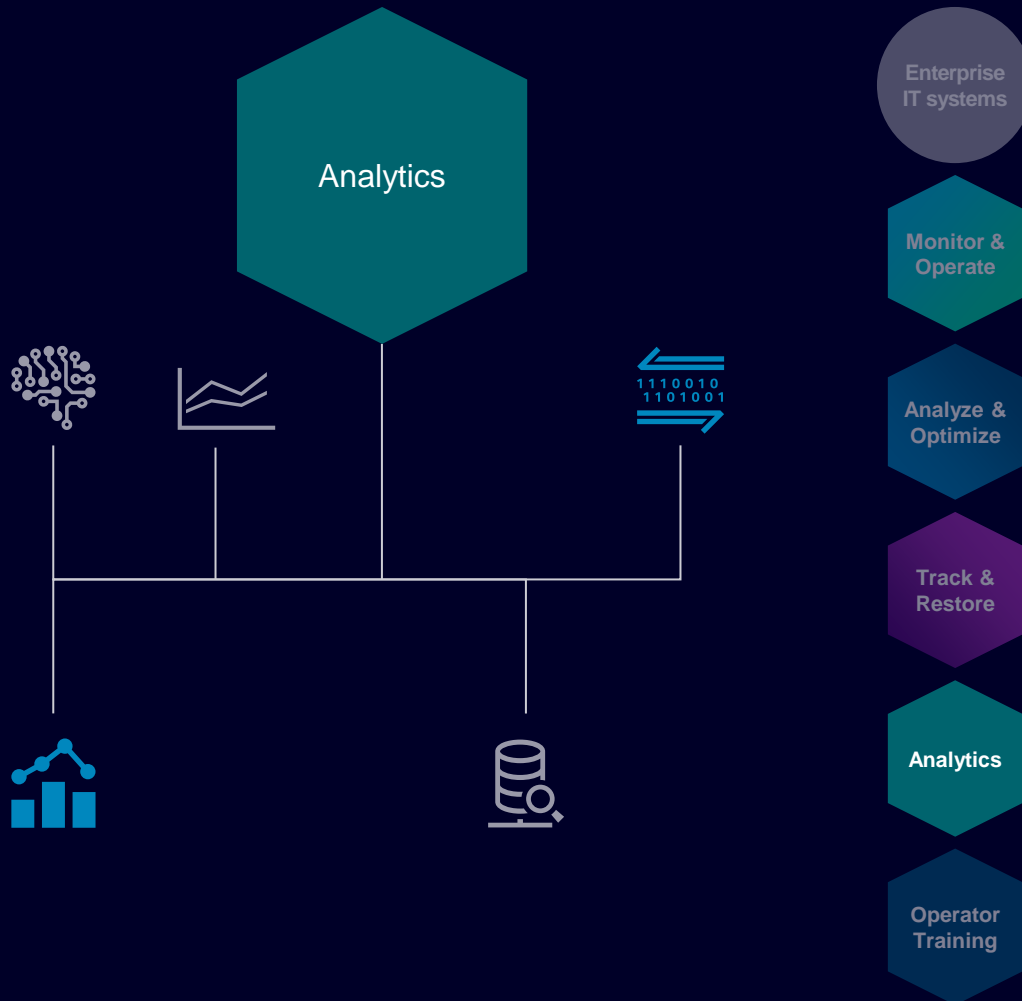 Analytics
1110010
1101001
Enterprise
IT systems
Monitor &
Operate
Analyze &
Optimize
Track &
Restore
Analytics
Operator
Training